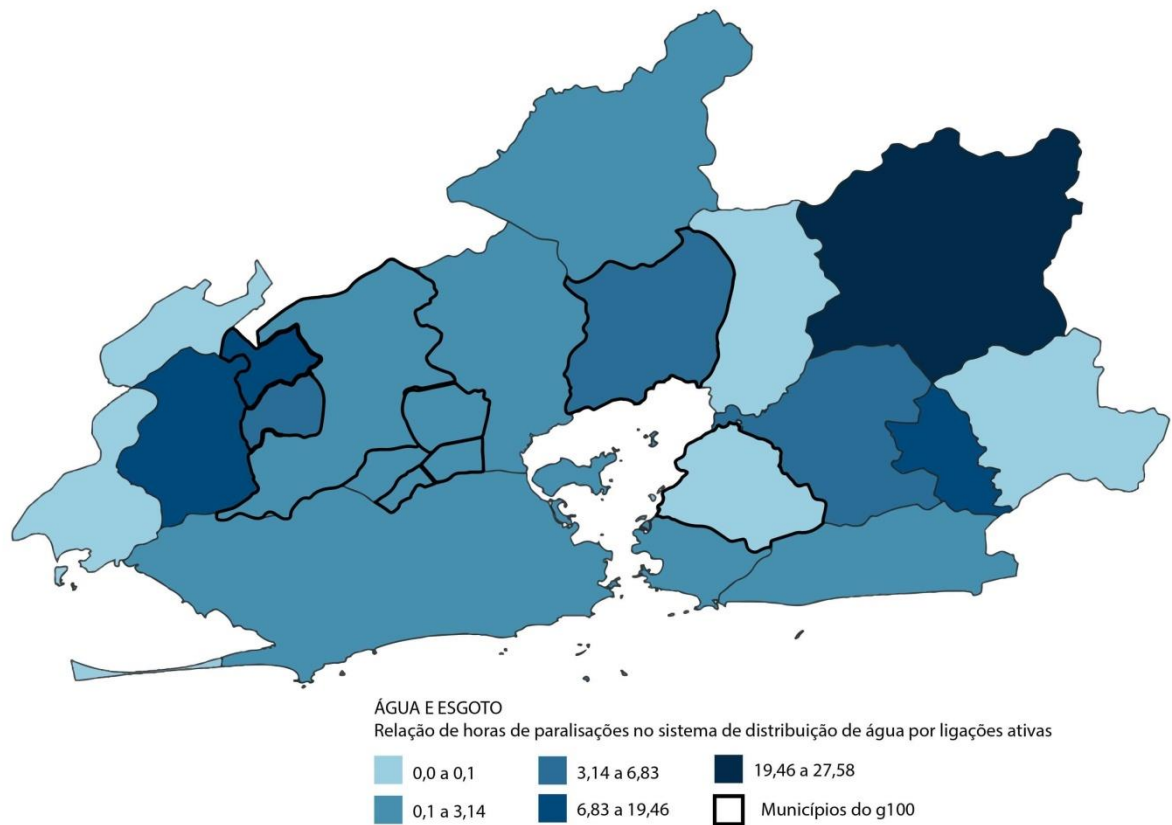 ÁGUA E ESGOTO
Relação de horas de paralisações no sistema de distribuição de água por ligações ativas
0,0 a 0,1
3,14 a 6,83
19,46 a 27,58
0,1 a 3,14
6,83 a 19,46
Municípios do g100